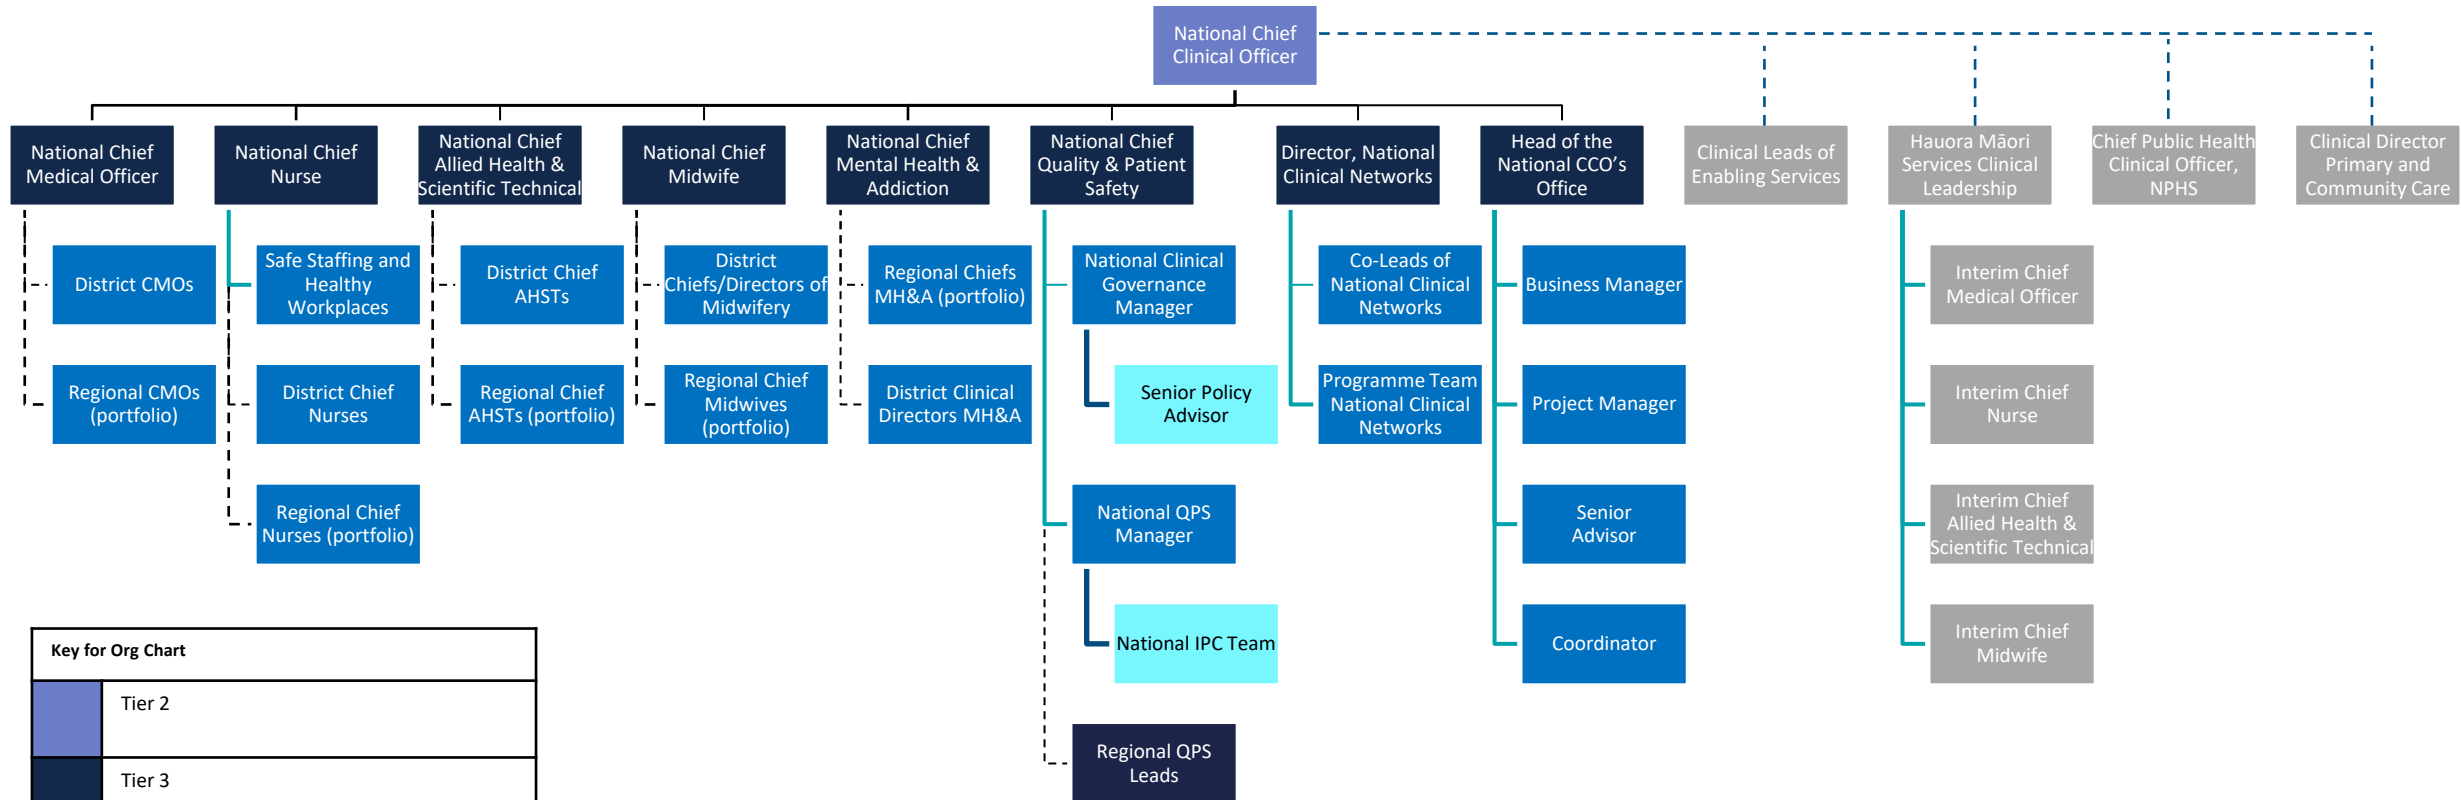 National Chief
Clinical Officer
National Chief
Medical Officer
National Chief
Nurse
National Chief
Allied Health &
Scientific Technical
National Chief
Midwife
National Chief
Mental Health &
Addiction
National Chief
Quality & Patient
Safety
Director, National
Clinical Networks
Head of the
National CCO's
Office
Clinical Leads of
Enabling Services
Hauora Māori
Services Clinical
Leadership
Chief Public Health
Clinical Officer,
NPHS
Clinical Director
Primary and
Community Care
District CMOs
Safe Staffing and
Healthy
Workplaces
District Chief
AHSTs
District
Chiefs/Directors of
Midwifery
Regional Chiefs
MH&A (portfolio)
National Clinical
Governance
Manager
Co-Leads of
National Clinical
Networks
Business Manager
Interim Chief
Medical Officer
Regional CMOs
(portfolio)
District Chief
Nurses
Regional Chief
AHSTs (portfolio)
Regional Chief
Midwives
(portfolio)
District Clinical
Directors MH&A
Senior Policy
Advisor
Programme Team
National Clinical
Networks
Project Manager
Interim Chief
Nurse
Regional Chief
Nurses (portfolio)
National QPS
Manager
Senior
Advisor
Interim Chief
Allied Health &
Scientific Technical
National IPC Team
Coordinator
Interim Chief
Midwife
Regional QPS
Leads
Key for Org Chart
Tier 2
Tier 3